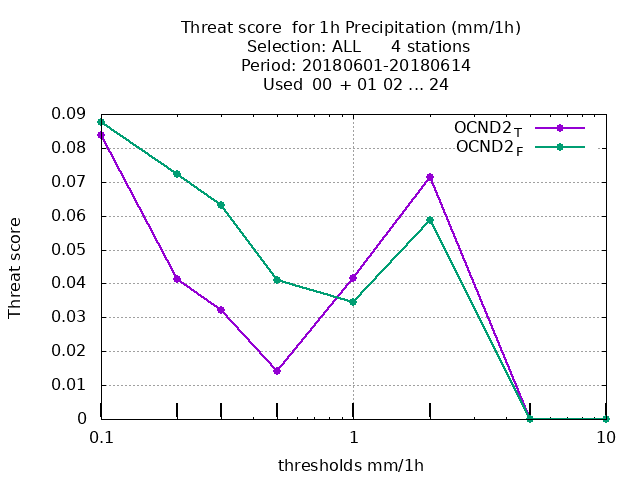 Threat score  for 1h Precipitation (mm/1h)
Selection: ALL      4 stations
Period: 20180601-20180614
Used  00  + 01 02 ... 24
OCND2T
OCND2F
0.09
0.08
0.07
0.06
0.05
0.04
0.03
0.02
0.01
0
Threat score
0.1
1
10
thresholds mm/1h